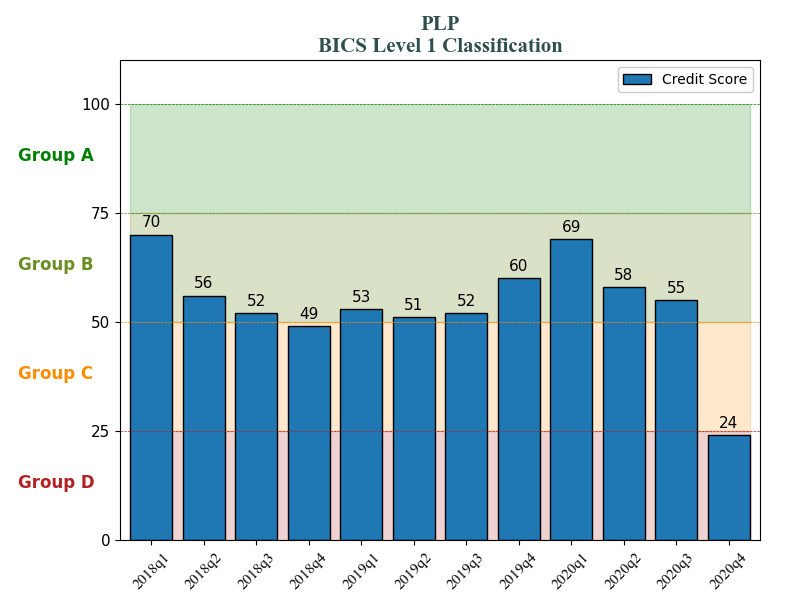 PLP
BICS Level 1 Classification
Credit Score
100
Group A
75
70
69
Group B
60
58
56
55
53
52
52
51
50
49
Group C
25
24
Group D
0
2018q1 2018q2 2018q3 2018q4 2019q1 2019q2 2019q3 2019q4 2020q1 2020q2 2020q3 2020q4